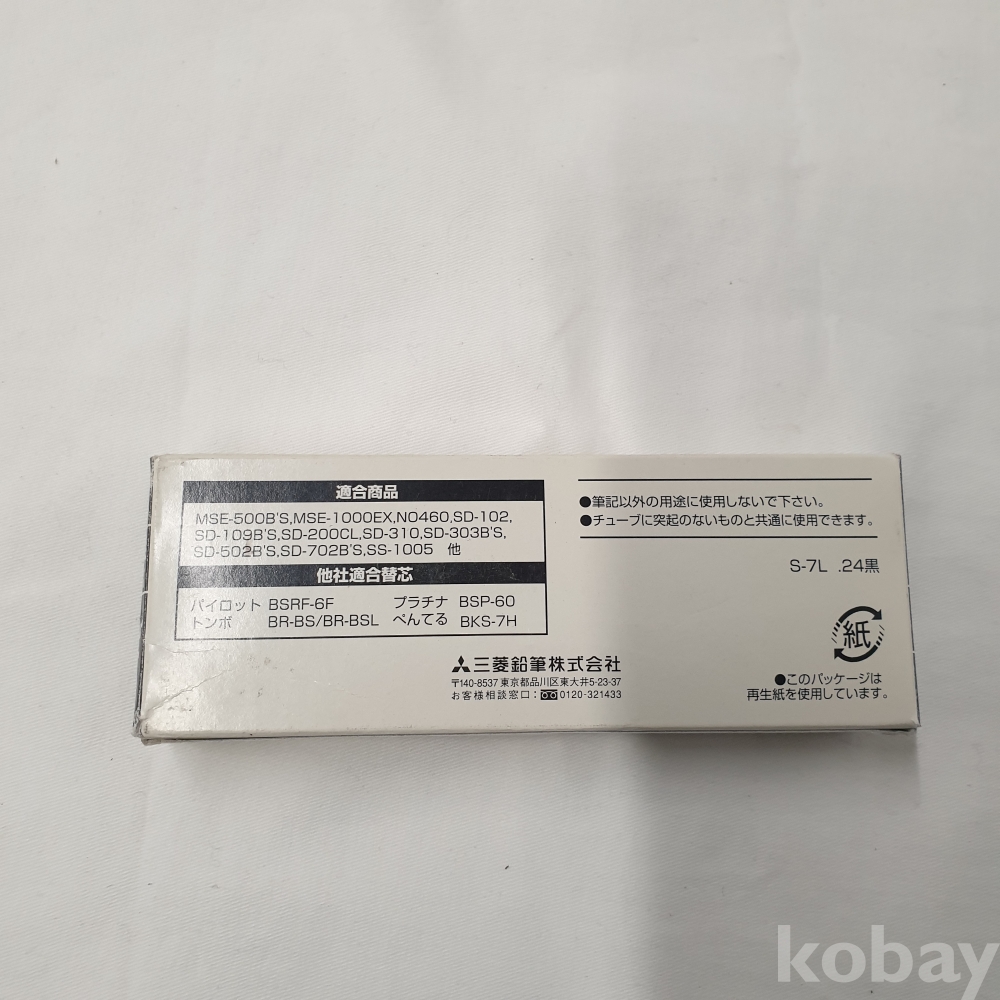 適合商品
MSE-500B'S,MSE-1000EX,NO460,SD-102,
SD-109B'S,SD-200CL,SD-310,SD-303B'S,
SD-502B'S,SD-702B'S,SS-1005 他
他社適合替芯
パイロット BSRF-6F プラチナ BSP-60
トンボ BR-BS/BR-BSL ぺんてる BKS-7H
三菱鉛筆株式会社
〒140-8537 東京都品川区東大井5-23-37
お客様相談窓口:0120-321433
●筆記以外の用途に使用しないで下さい。
●チューブに突起のないものと共通に使用できます。
S-7L .24黒
紙
●このパッケージは
再生紙を使用しています。
kobay